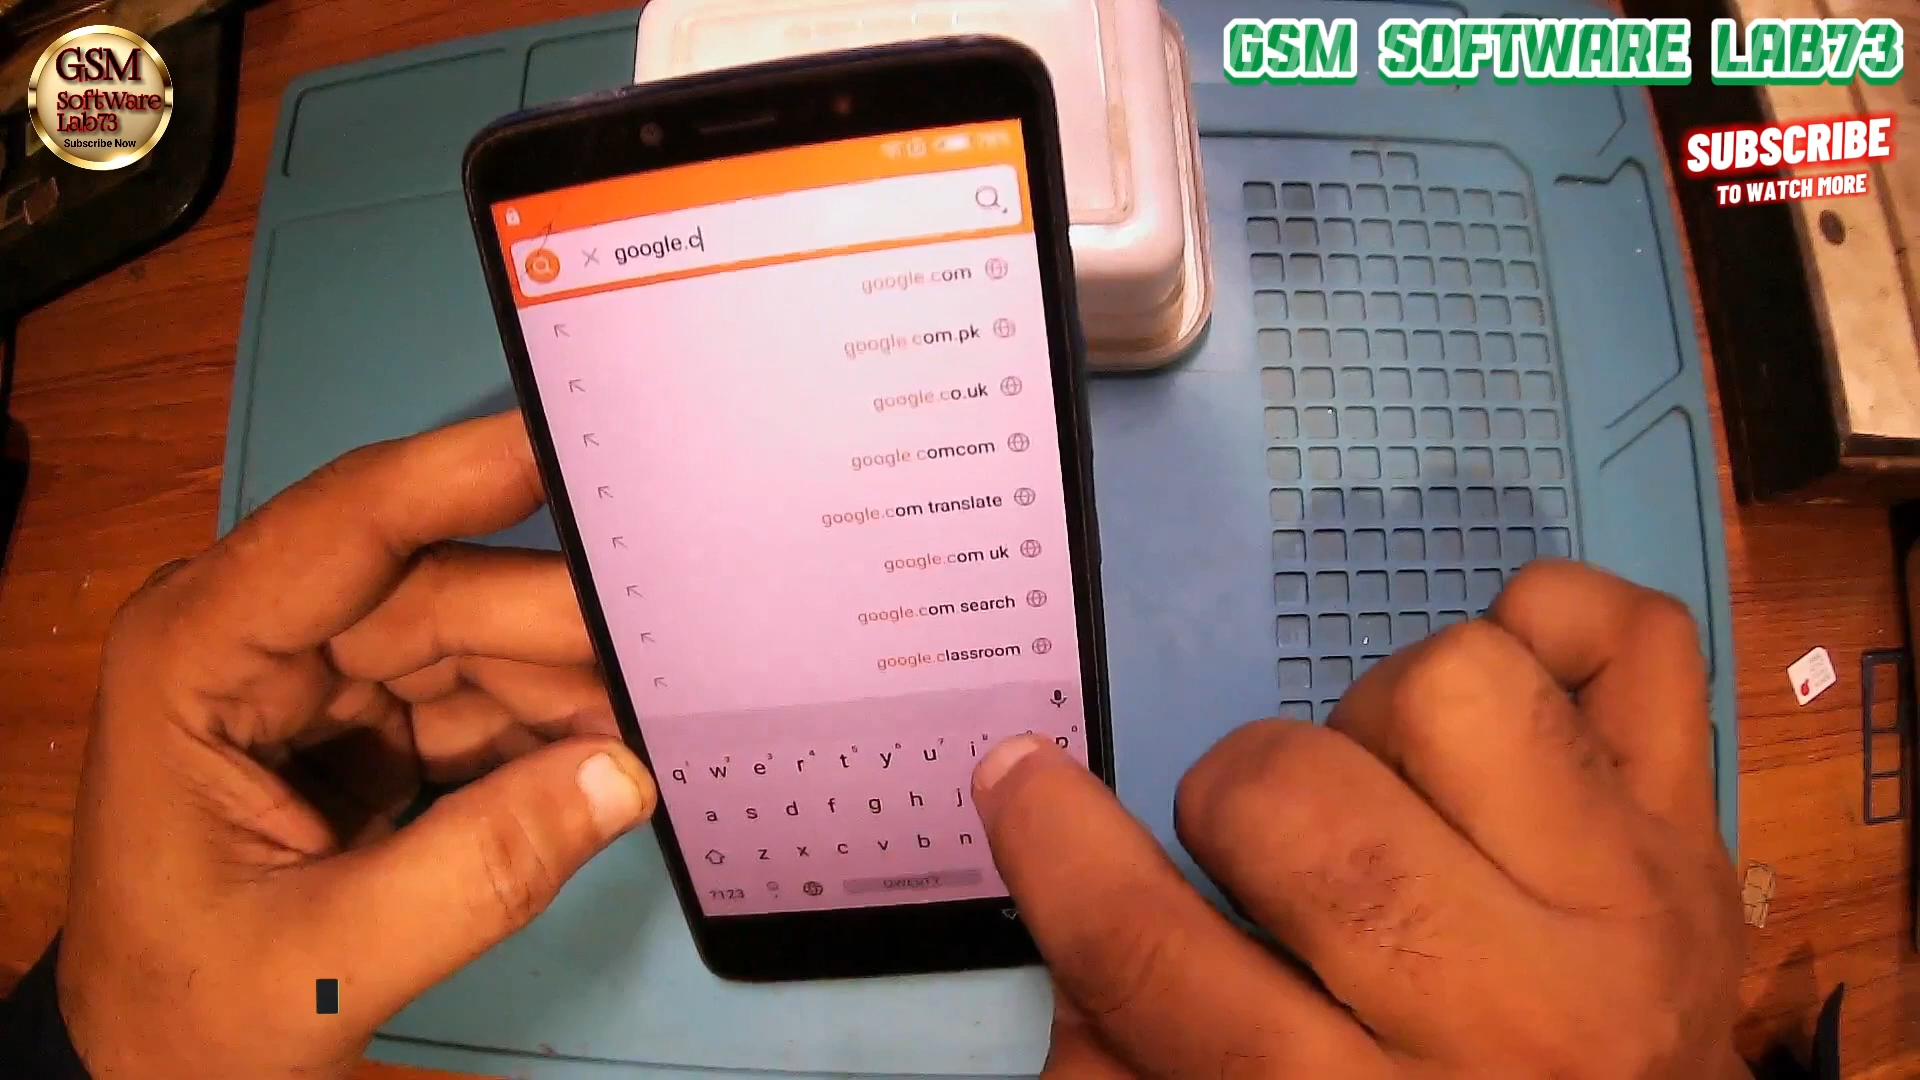 GSM
SoftWare
Lab73
Subscribe Now
GSM SOFTWARE LAB73
SUBSCRIBE
TO WATCH MORE
google.c
google.com
google.com.pk
google.co.uk
google comcom
google.com translate
google.com uk
google.com search
google.classroom
q w e r t y u i p
a s d f g h j
z x c v b n
?123 QWERTY